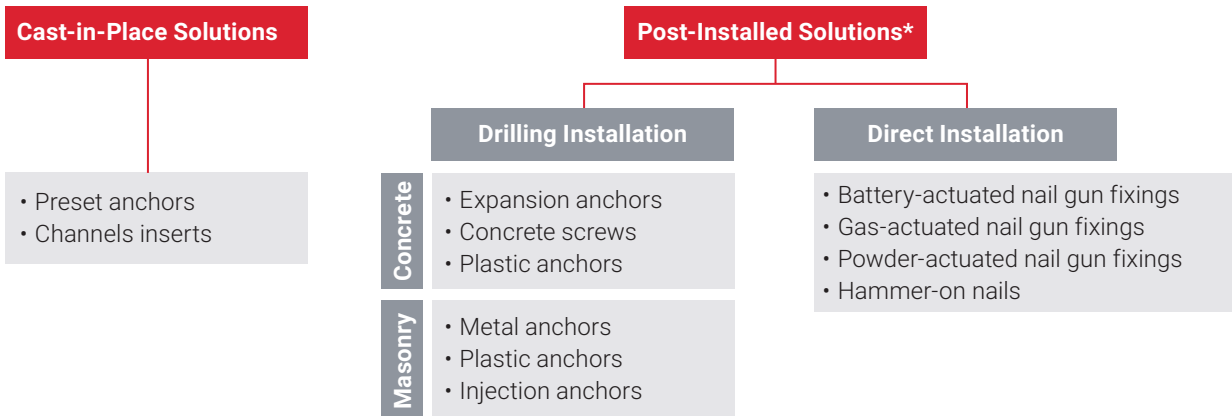 Cast-in-Place Solutions
• Preset anchors
• Channels inserts
Post-Installed Solutions*
Drilling Installation
Concrete
• Expansion anchors
• Concrete screws
• Plastic anchors
Masonry
• Metal anchors
• Plastic anchors
• Injection anchors
Direct Installation
• Battery-actuated nail gun fixings
• Gas-actuated nail gun fixings
• Powder-actuated nail gun fixings
• Hammer-on nails